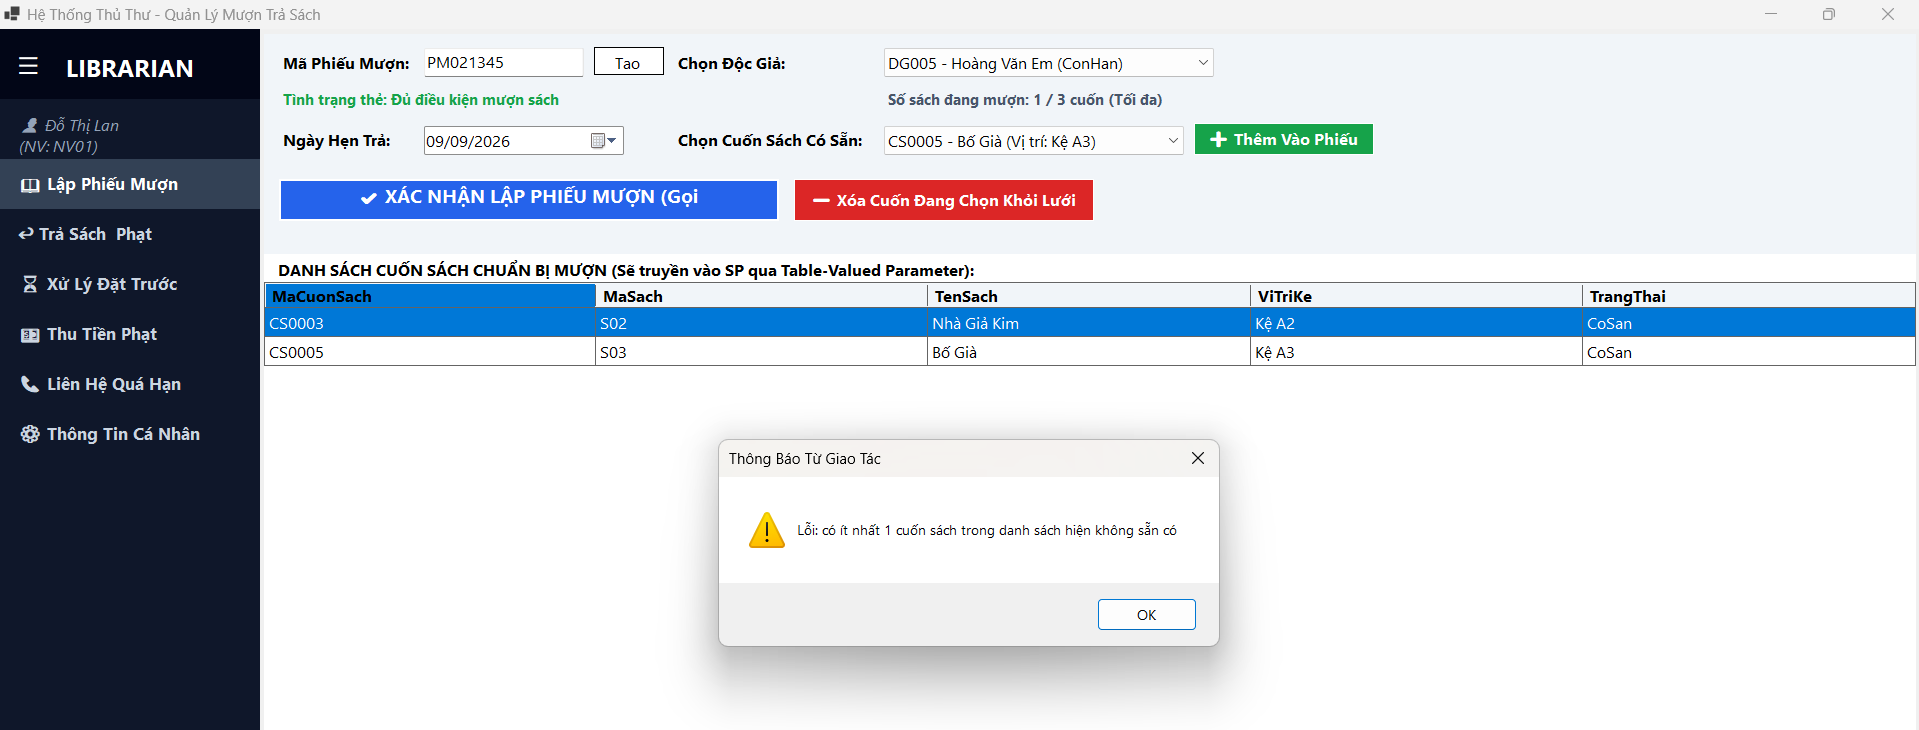 Hệ Thống Thủ Thư - Quản Lý Mượn Trả Sách
LIBRARIAN
Đỗ Thị Lan
(NV: NV01)
Lập Phiếu Mượn
Trả Sách  Phạt
Xử Lý Đặt Trước
Thu Tiền Phạt
Liên Hệ Quá Hạn
Thông Tin Cá Nhân
Mã Phiếu Mượn: PM021345 Tao Chọn Độc Giả: DG005 - Hoàng Văn Em (ConHan)
Tình trạng thẻ: Đủ điều kiện mượn sách Số sách đang mượn: 1 / 3 cuốn (Tối đa)
Ngày Hẹn Trả: 09/09/2026 Chọn Cuốn Sách Có Sẵn: CS0005 - Bố Già (Vị trí: Kệ A3) Thêm Vào Phiếu
XÁC NHẬN LẬP PHIẾU MƯỢN (Gọi Xóa Cuốn Đang Chọn Khỏi Lưới
DANH SÁCH CUỐN SÁCH CHUẨN BỊ MƯỢN (Sẽ truyền vào SP qua Table-Valued Parameter):
MaCuonSach MaSach TenSach ViTriKe TrangThai
CS0003 S02 Nhà Giả Kim Kệ A2 CoSan
CS0005 S03 Bố Già Kệ A3 CoSan
Thông Báo Từ Giao Tác
Lỗi: có ít nhất 1 cuốn sách trong danh sách hiện không sẵn có
OK